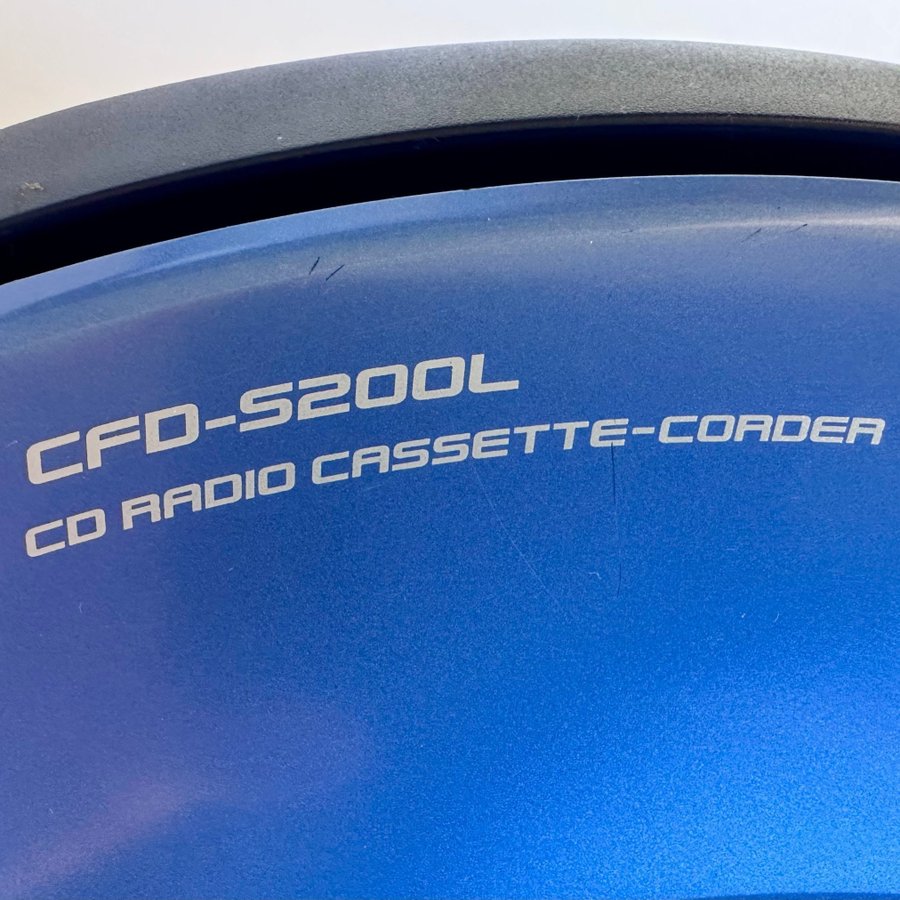 CFD-S200L
CD RADIO CASSETTE-CORDER